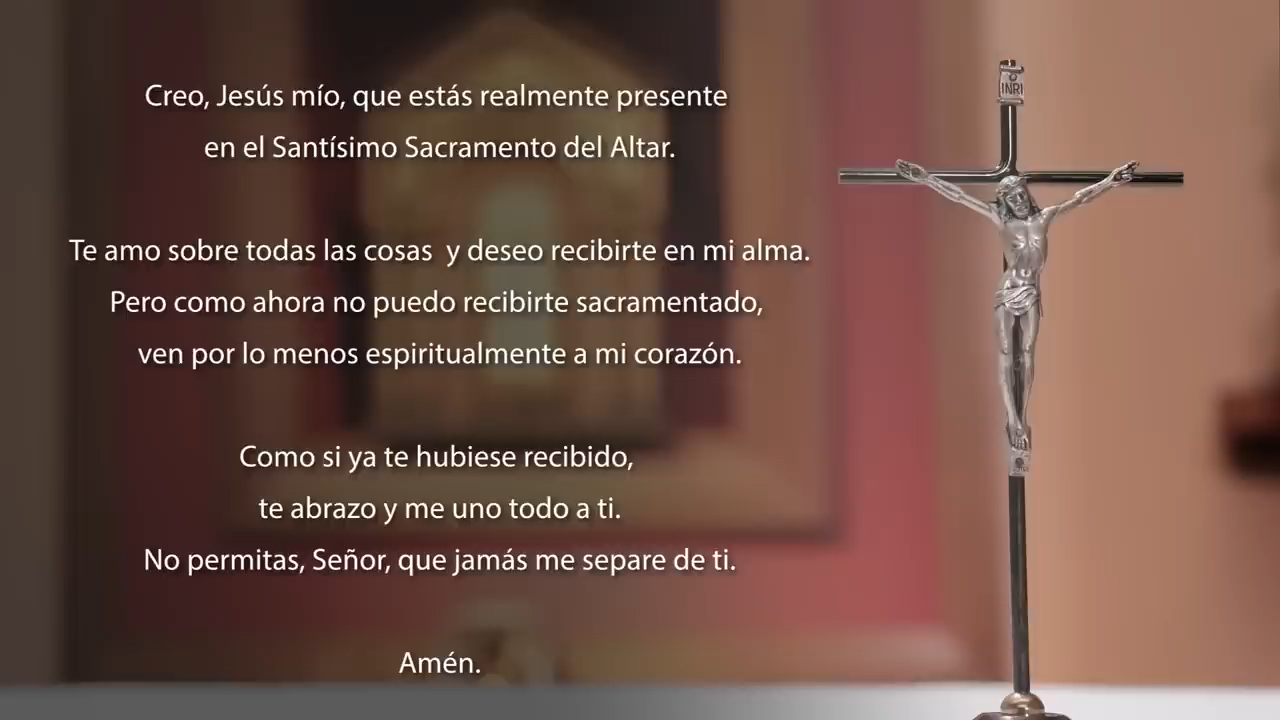 Creo, Jesús mío, que estás realmente presente
en el Santísimo Sacramento del Altar.
Te amo sobre todas las cosas  y deseo recibirte en mi alma.
Pero como ahora no puedo recibirte sacramentado,
ven por lo menos espiritualmente a mi corazón.
Como si ya te hubiese recibido,
te abrazo y me uno todo a ti.
No permitas, Señor, que jamás me separe de ti.
Amén.
INRI